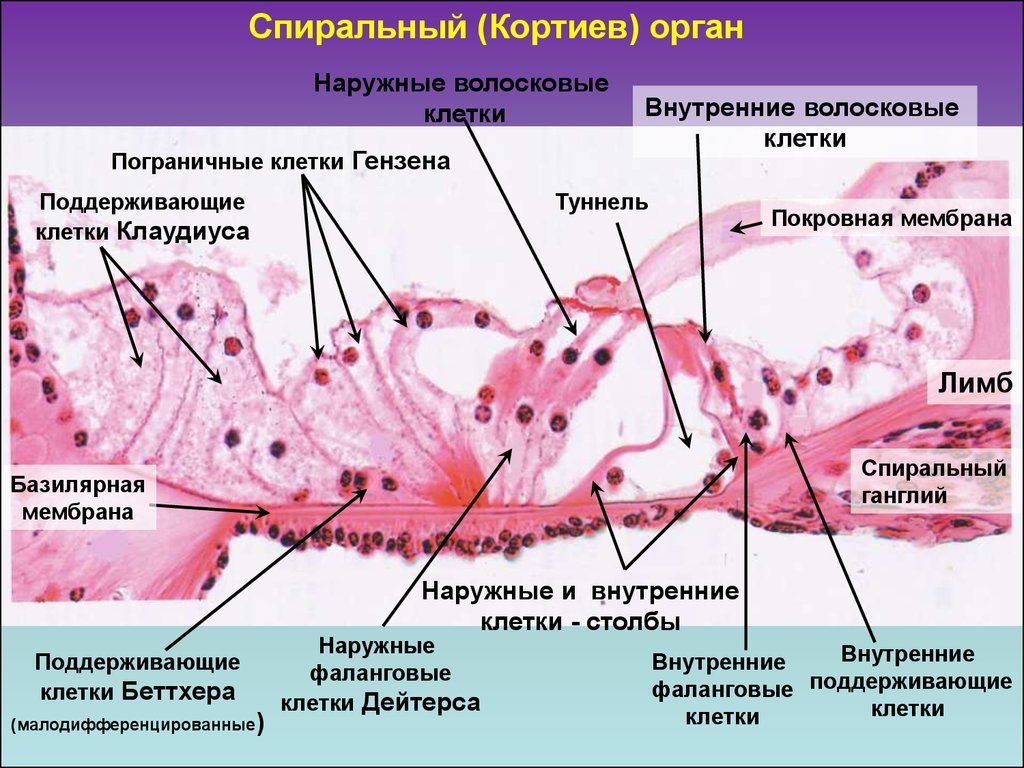 Спиральный (Кортиев) орган
Наружные волосковые
клетки
Внутренние волосковые
клетки
Пограничные клетки Гензена
Поддерживающие
клетки Клаудиуса
Туннель
Покровная мембрана
Лимб
Спиральный
ганглий
Базилярная
мембрана
Наружные и внутренние
клетки - столбы
Поддерживающие
клетки Беттхера
(малодифференцированные)
Наружные
фаланговые
клетки Дейтерса
Внутренние
фаланговые
клетки
Внутренние
поддерживающие
клетки